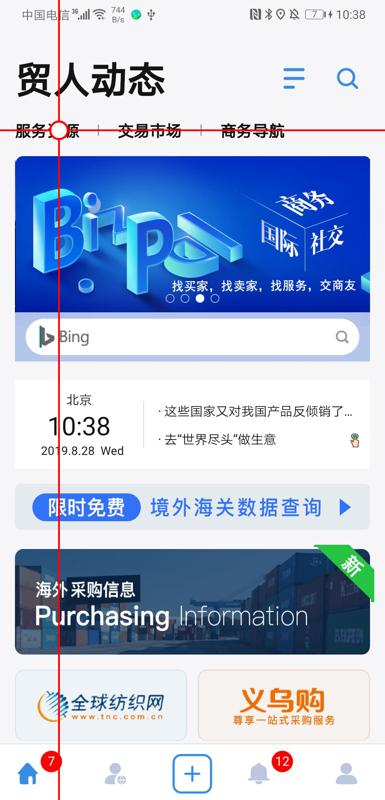 中国电信 36 744 B/s 7 10:38
贸人动态
服务资源 | 交易市场 | 商务导航
BinPal
商务
国际 社交
找买家，找卖家，找服务，交商友
Bing
北京
10:38
2019.8.28 Wed
· 这些国家又对我国产品反倾销了...
· 去“世界尽头”做生意
限时免费 境外海关数据查询
新
海外采购信息
Purchasing Information
全球纺织网
www.tnc.com.cn
义乌购
尊享一站式采购服务
7
12